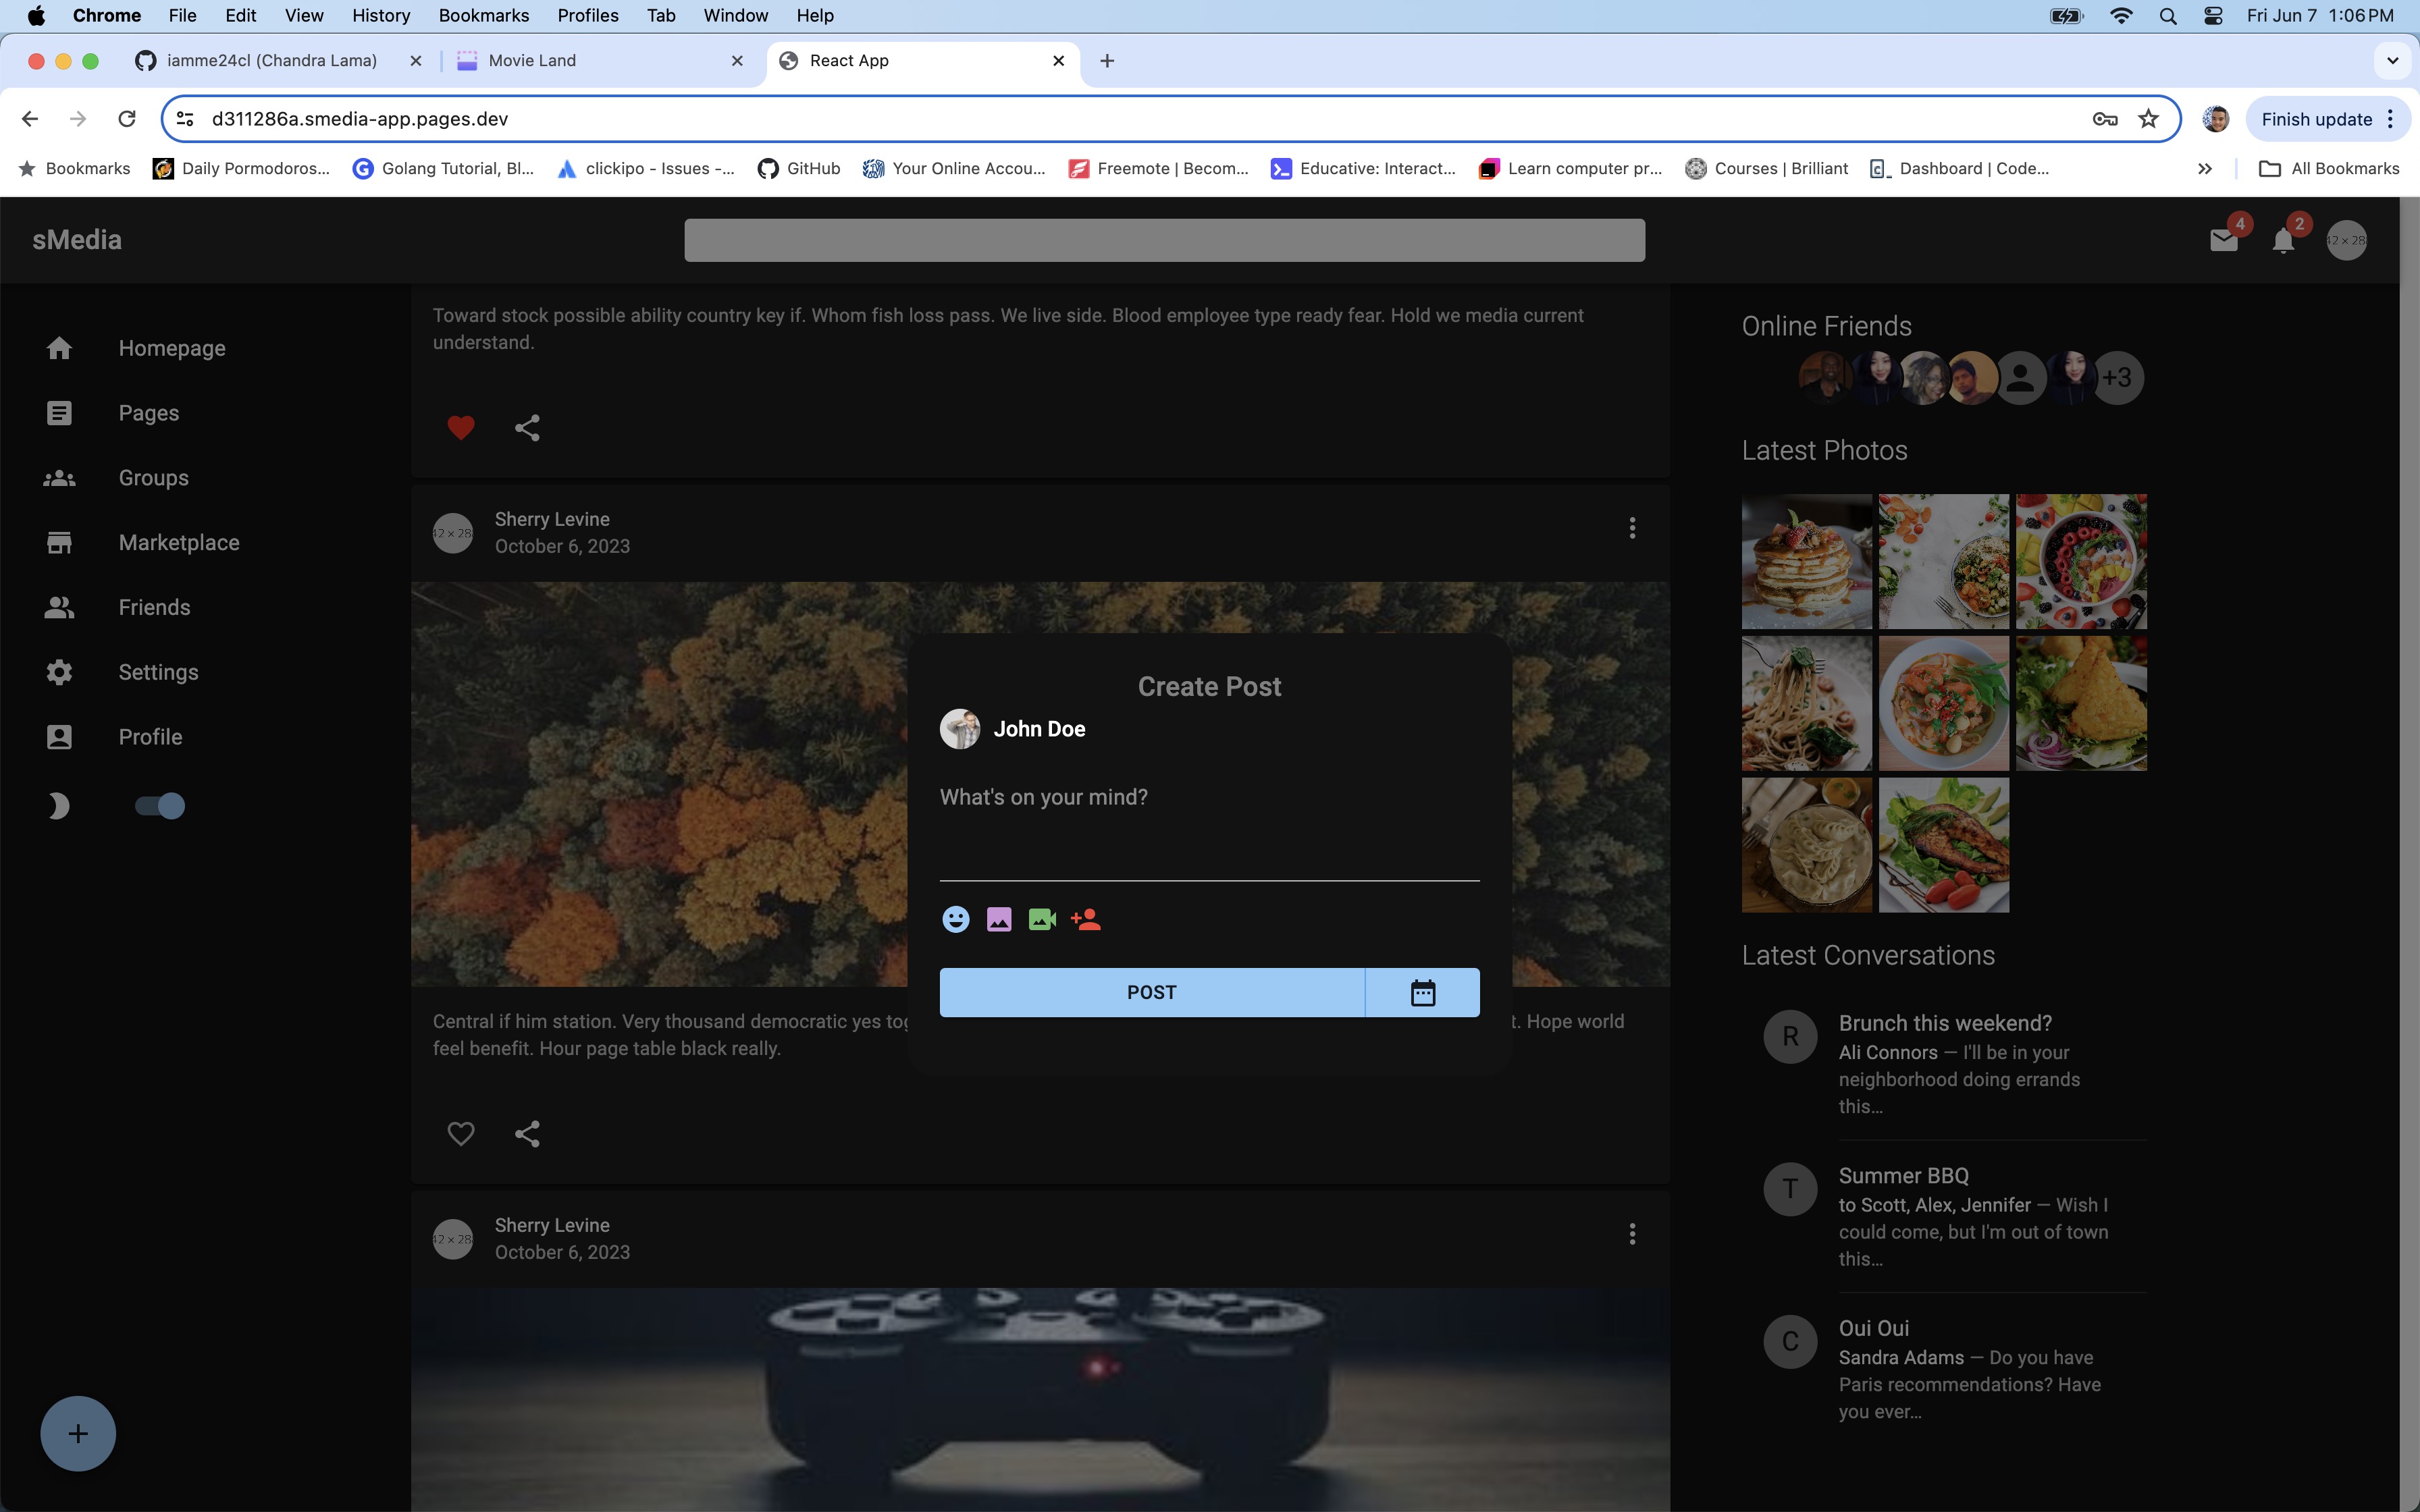 Chrome File Edit View History Bookmarks Profiles Tab Window Help
Fri Jun 7 1:06 PM
iamme24cl (Chandra Lama)
Movie Land
React App
d311286a.smedia-app.pages.dev
Finish update
Bookmarks
Daily Pormodoros...
Golang Tutorial, Bl...
clickipo - Issues -...
GitHub
Your Online Accou...
Freemote | Becom...
Educative: Interact...
Learn computer pr...
Courses | Brilliant
Dashboard | Code...
All Bookmarks
sMedia
4
2
42 × 28
Homepage
Pages
Groups
Marketplace
Friends
Settings
Profile
Toward stock possible ability country key if. Whom fish loss pass. We live side. Blood employee type ready fear. Hold we media current
understand.
Sherry Levine
October 6, 2023
42 × 28
Create Post
John Doe
What's on your mind?
POST
Central if him station. Very thousand democratic yes tog
t. Hope world
feel benefit. Hour page table black really.
Sherry Levine
October 6, 2023
42 × 28
Online Friends
+3
Latest Photos
Latest Conversations
R
Brunch this weekend?
Ali Connors — I'll be in your
neighborhood doing errands
this...
T
Summer BBQ
to Scott, Alex, Jennifer — Wish I
could come, but I'm out of town
this...
C
Oui Oui
Sandra Adams — Do you have
Paris recommendations? Have
you ever...